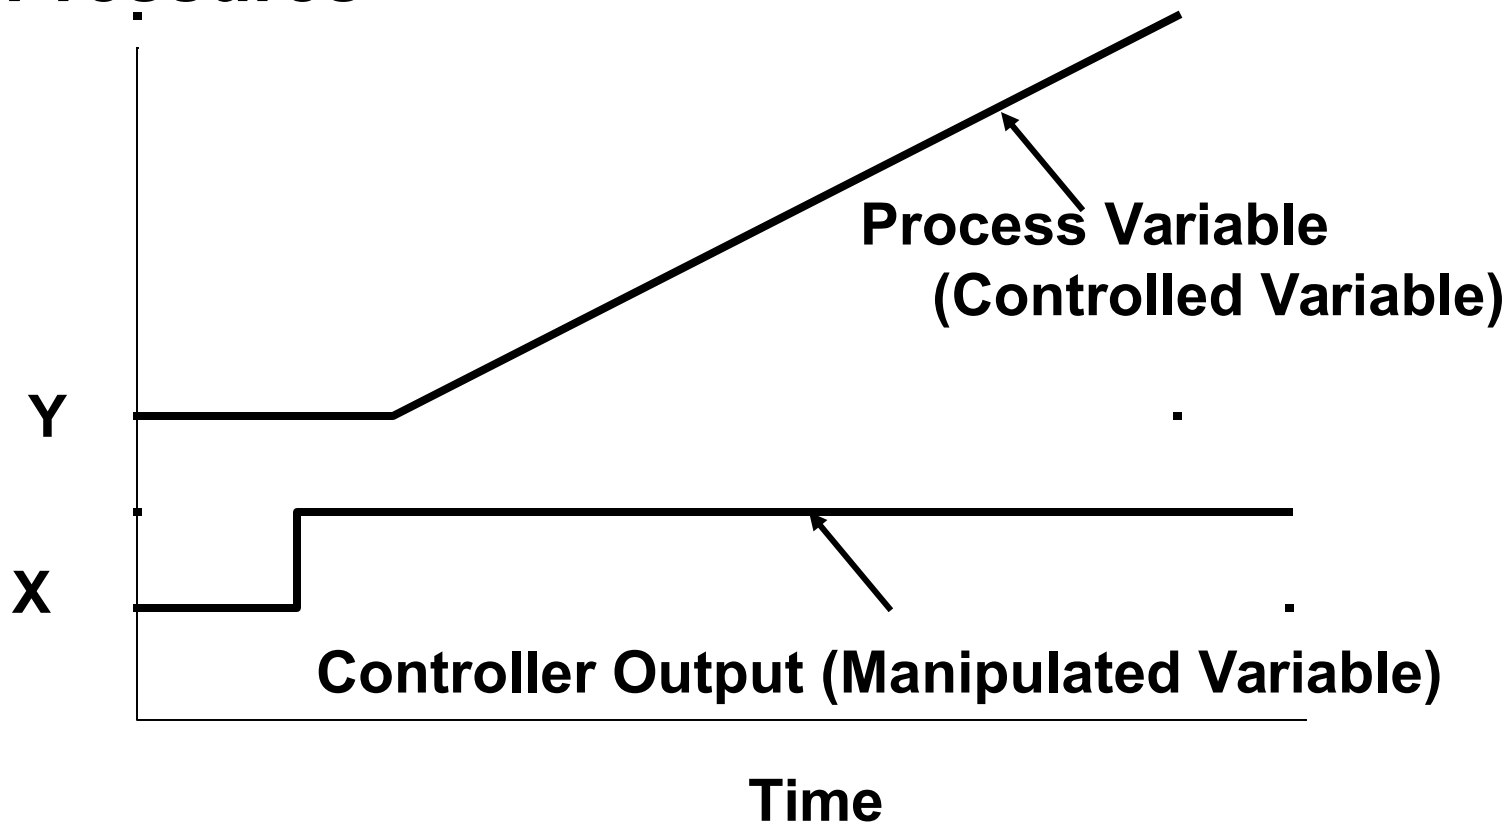 Process Variable
(Controlled Variable)
Y
X
Controller Output (Manipulated Variable)
Time